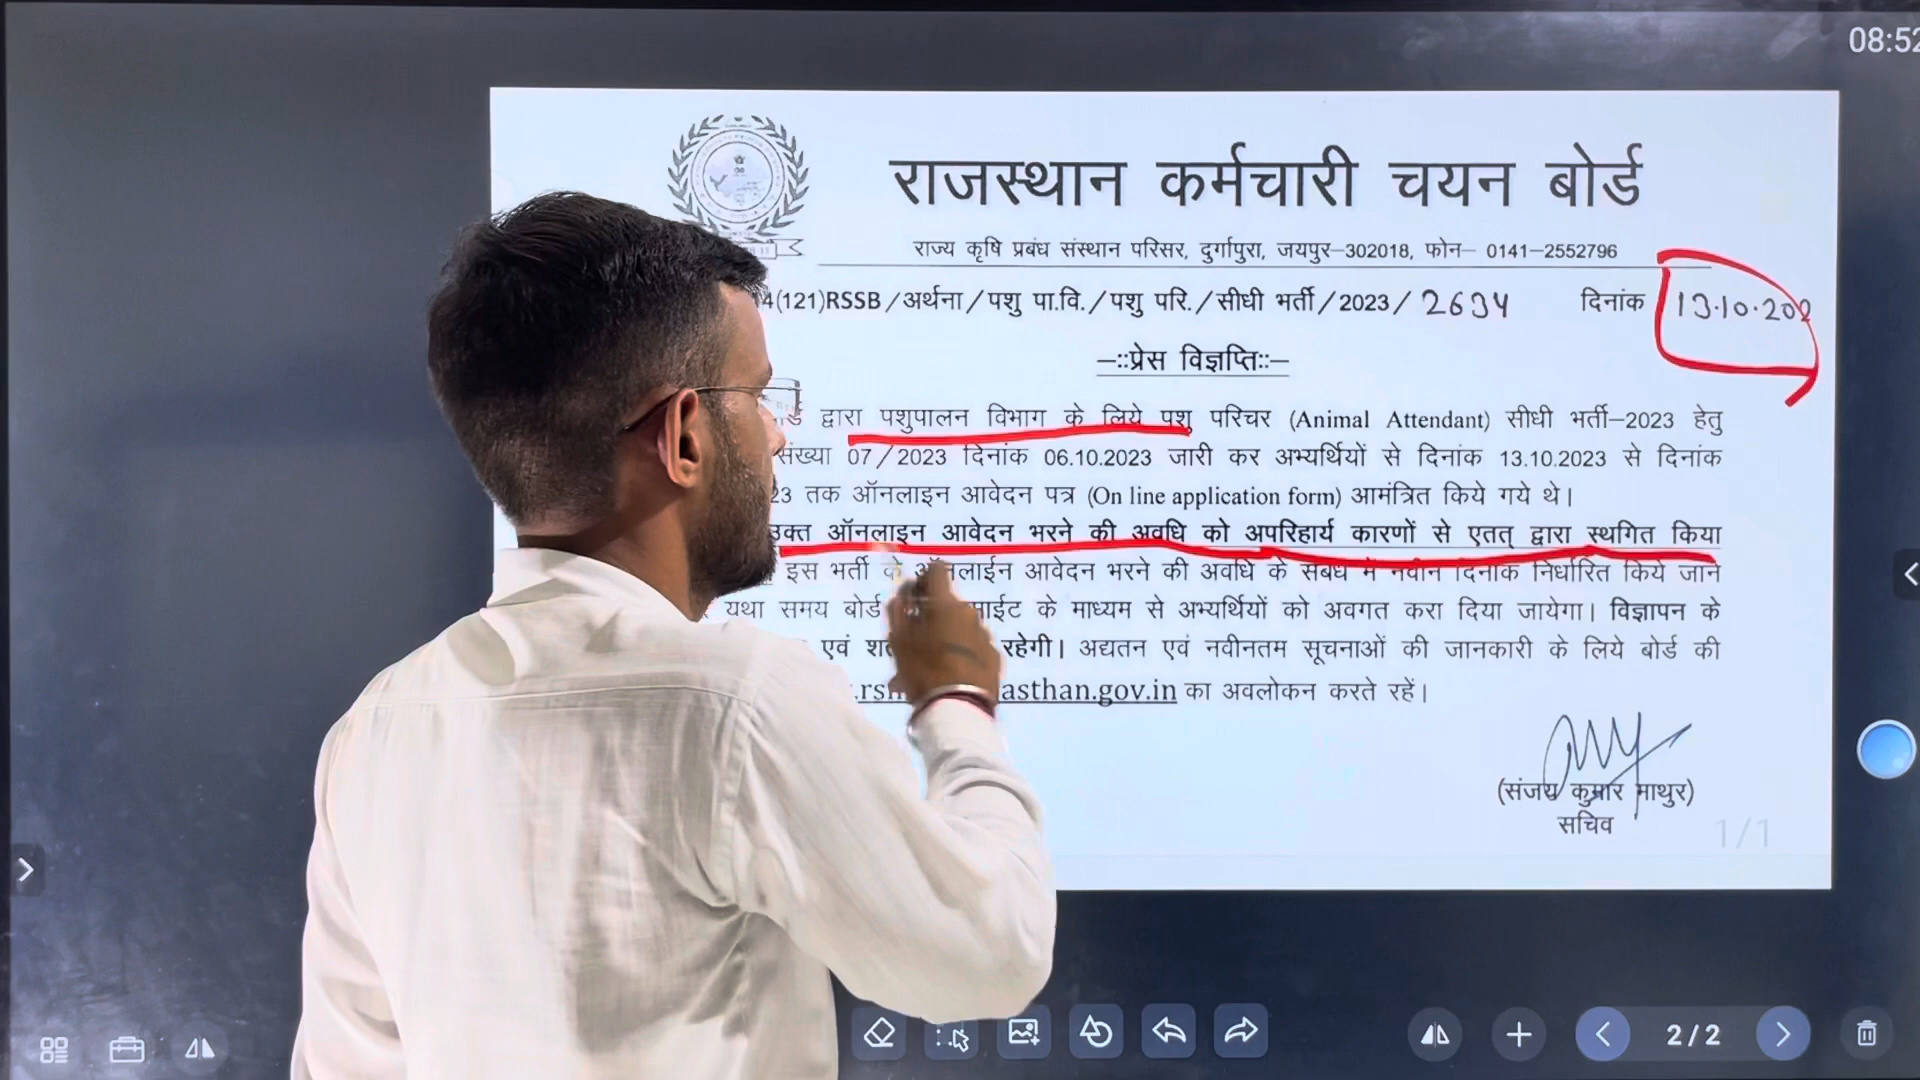 08:52
राजस्थान कर्मचारी चयन बोर्ड
राज्य कृषि प्रबंध संस्थान परिसर, दुर्गापुरा, जयपुर–302018, फोन– 0141–2552796
4(121)RSSB/अर्थना/पशु पा.वि./पशु परि./सीधी भर्ती/2023/2634 दिनांक 13.10.202
–::प्रेस विज्ञप्ति::–
द्वारा पशुपालन विभाग के लिये पशु परिचर (Animal Attendant) सीधी भर्ती–2023 हेतु
संख्या 07/2023 दिनांक 06.10.2023 जारी कर अभ्यर्थियों से दिनांक 13.10.2023 से दिनांक
23 तक ऑनलाइन आवेदन पत्र (On line application form) आमंत्रित किये गये थे।
उक्त ऑनलाइन आवेदन भरने की अवधि को अपरिहार्य कारणों से एतत् द्वारा स्थगित किया
इस भर्ती के ऑनलाईन आवेदन भरने की अवधि के संबंध में नवीन दिनांक निर्धारित किये जाने
यथा समय बोर्ड के माध्यम से अभ्यर्थियों को अवगत करा दिया जायेगा। विज्ञापन के
एवं रहेगी। अद्यतन एवं नवीनतम सूचनाओं की जानकारी के लिये बोर्ड की
asthan.gov.in का अवलोकन करते रहें।
(संजय कुमार माथुर)
सचिव
1/1
2/2